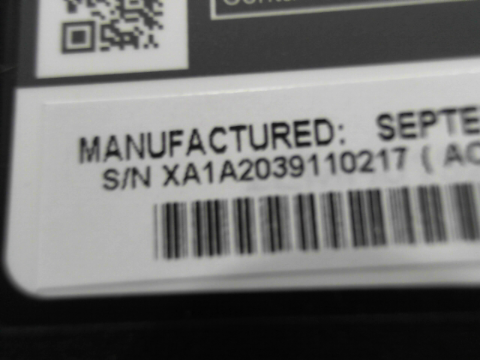 MANUFACTURED: SEPTE
S/N XA1A2039110217 ( AC